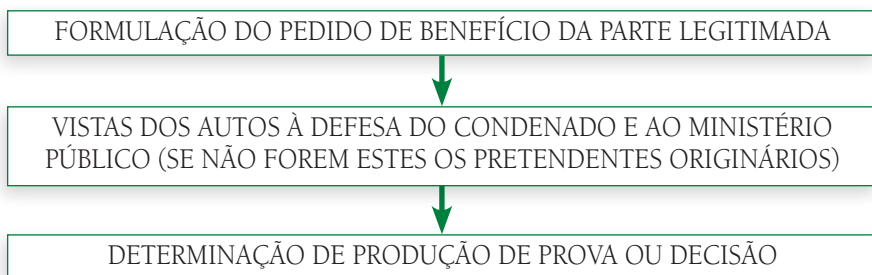 FORMULAÇÃO DO PEDIDO DE BENEFÍCIO DA PARTE LEGITIMADA
VISTAS DOS AUTOS À DEFESA DO CONDENADO E AO MINISTÉRIO
PÚBLICO (SE NÃO FOREM ESTES OS PRETENDENTES ORIGINÁRIOS)
DETERMINAÇÃO DE PRODUÇÃO DE PROVA OU DECISÃO